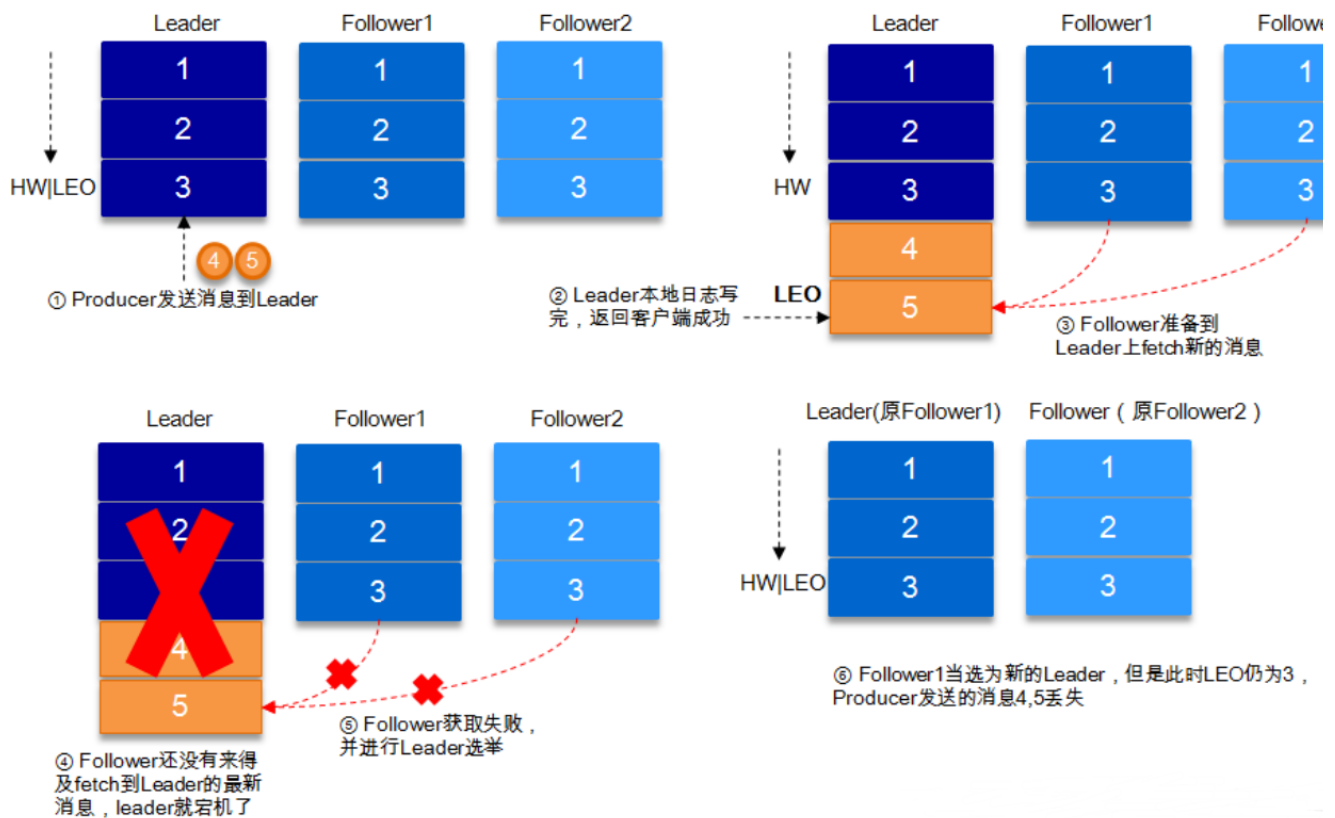 Leader Follower1 Follower2
1 1 1
2 2 2
HW|LEO 3 3 3
4 5
① Producer发送消息到Leader
Leader Follower1 Followe
1 1 1
2 2 2
HW 3 3 3
4
② Leader本地日志写
完，返回客户端成功
LEO 5
③ Follower准备到
Leader上fetch新的消息
Leader Follower1 Follower2
1 1 1
2 2 2
3 3
4
5
④ Follower还没有来得
及fetch到Leader的最新
消息，leader就宕机了
⑤ Follower获取失败，
并进行Leader选举
Leader(原Follower1) Follower（原Follower2）
1 1
2 2
HW|LEO 3 3
⑥ Follower1当选为新的Leader，但是此时LEO仍为3，
Producer发送的消息4,5丢失